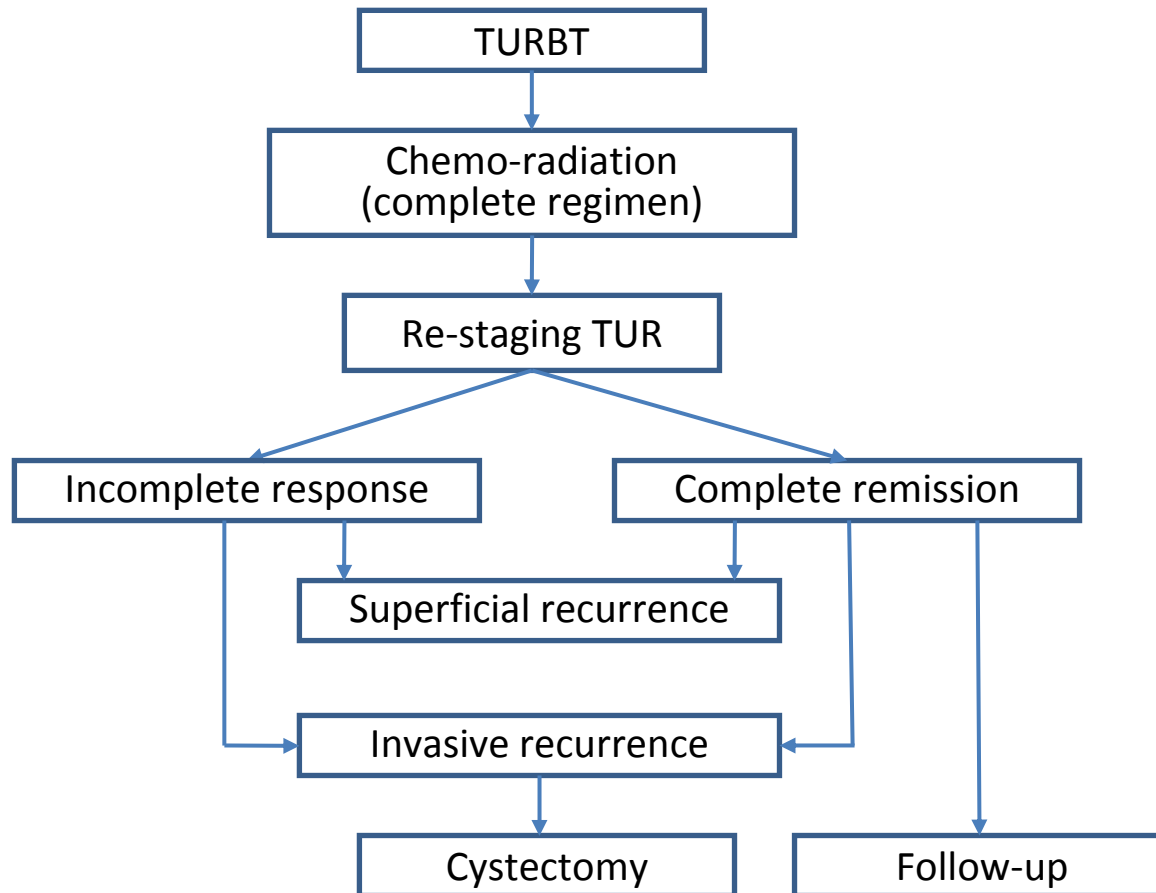 TURBT
Chemo-radiation
(complete regimen)
Re-staging TUR
Incomplete response
Complete remission
Superficial recurrence
Invasive recurrence
Cystectomy
Follow-up